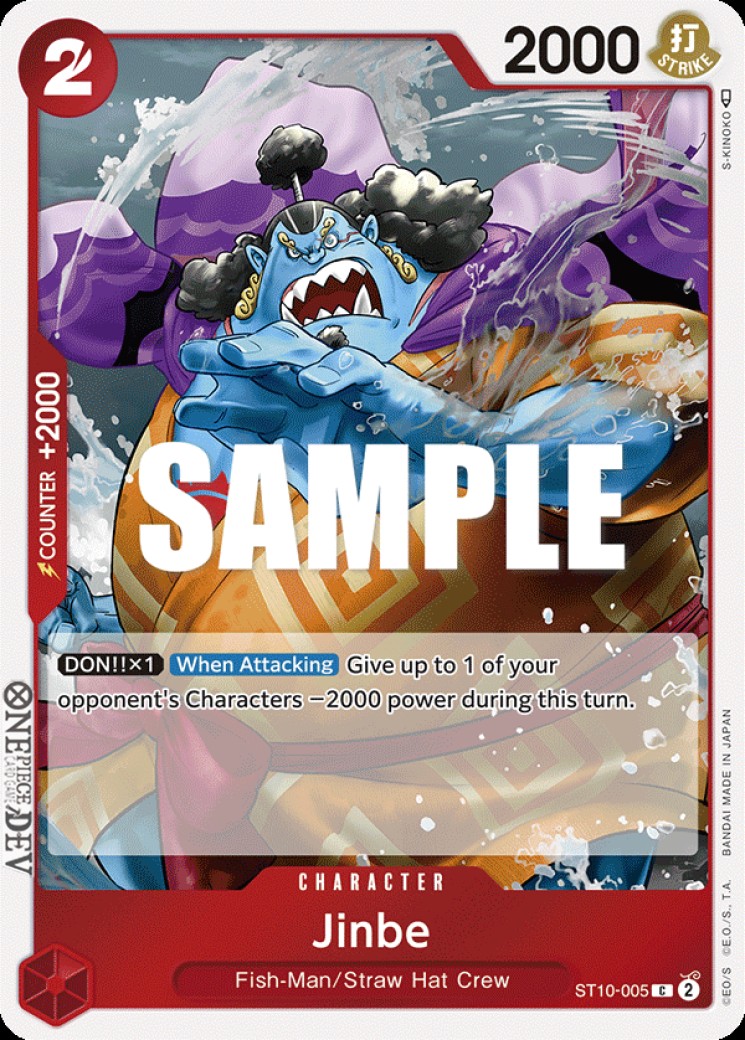 2
2000
打
STRIKE
S-KINOKO
COUNTER +2000
SAMPLE
DON!!×1 When Attacking Give up to 1 of your
opponent's Characters −2000 power during this turn.
ONE PIECE
CARD GAME
DEV
BANDAI MADE IN JAPAN
©E.O./S., T.A.
©EO/S
CHARACTER
Jinbe
Fish-Man/Straw Hat Crew
ST10-005 C 2